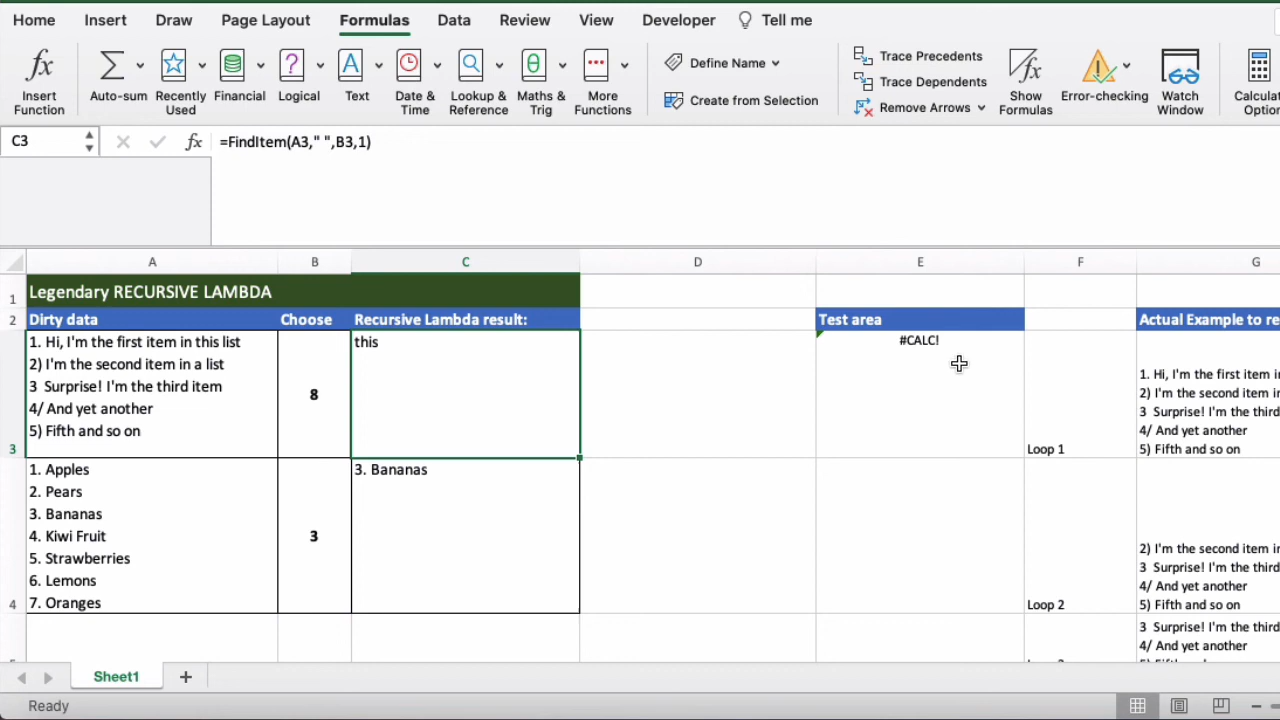 Home Insert Draw Page Layout Formulas Data Review View Developer Tell me
fx Σ ? A θ fx
Insert Function Auto-sum Recently Used Financial Logical Text Date & Time Lookup & Reference Maths & Trig More Functions
Define Name
Create from Selection
Trace Precedents
Trace Dependents
Remove Arrows
Show Formulas Error-checking Watch Window
C3 fx =FindItem(A3," ",B3,1)
A B C D E F G
1 Legendary RECURSIVE LAMBDA
2 Dirty data Choose Recursive Lambda result: Test area
3
1. Hi, I'm the first item in this list
2) I'm the second item in a list
3 Surprise! I'm the third item
4/ And yet another
5) Fifth and so on
8
this
#CALC!
Loop 1
1. Hi, I'm the first item
2) I'm the second item
3 Surprise! I'm the third
4/ And yet another
5) Fifth and so on
4
1. Apples
2. Pears
3. Bananas
4. Kiwi Fruit
5. Strawberries
6. Lemons
7. Oranges
3
3. Bananas
Loop 2
2) I'm the second item
3 Surprise! I'm the third
4/ And yet another
5) Fifth and so on
3 Surprise! I'm the third
4/ And yet another
Sheet1 +
Ready